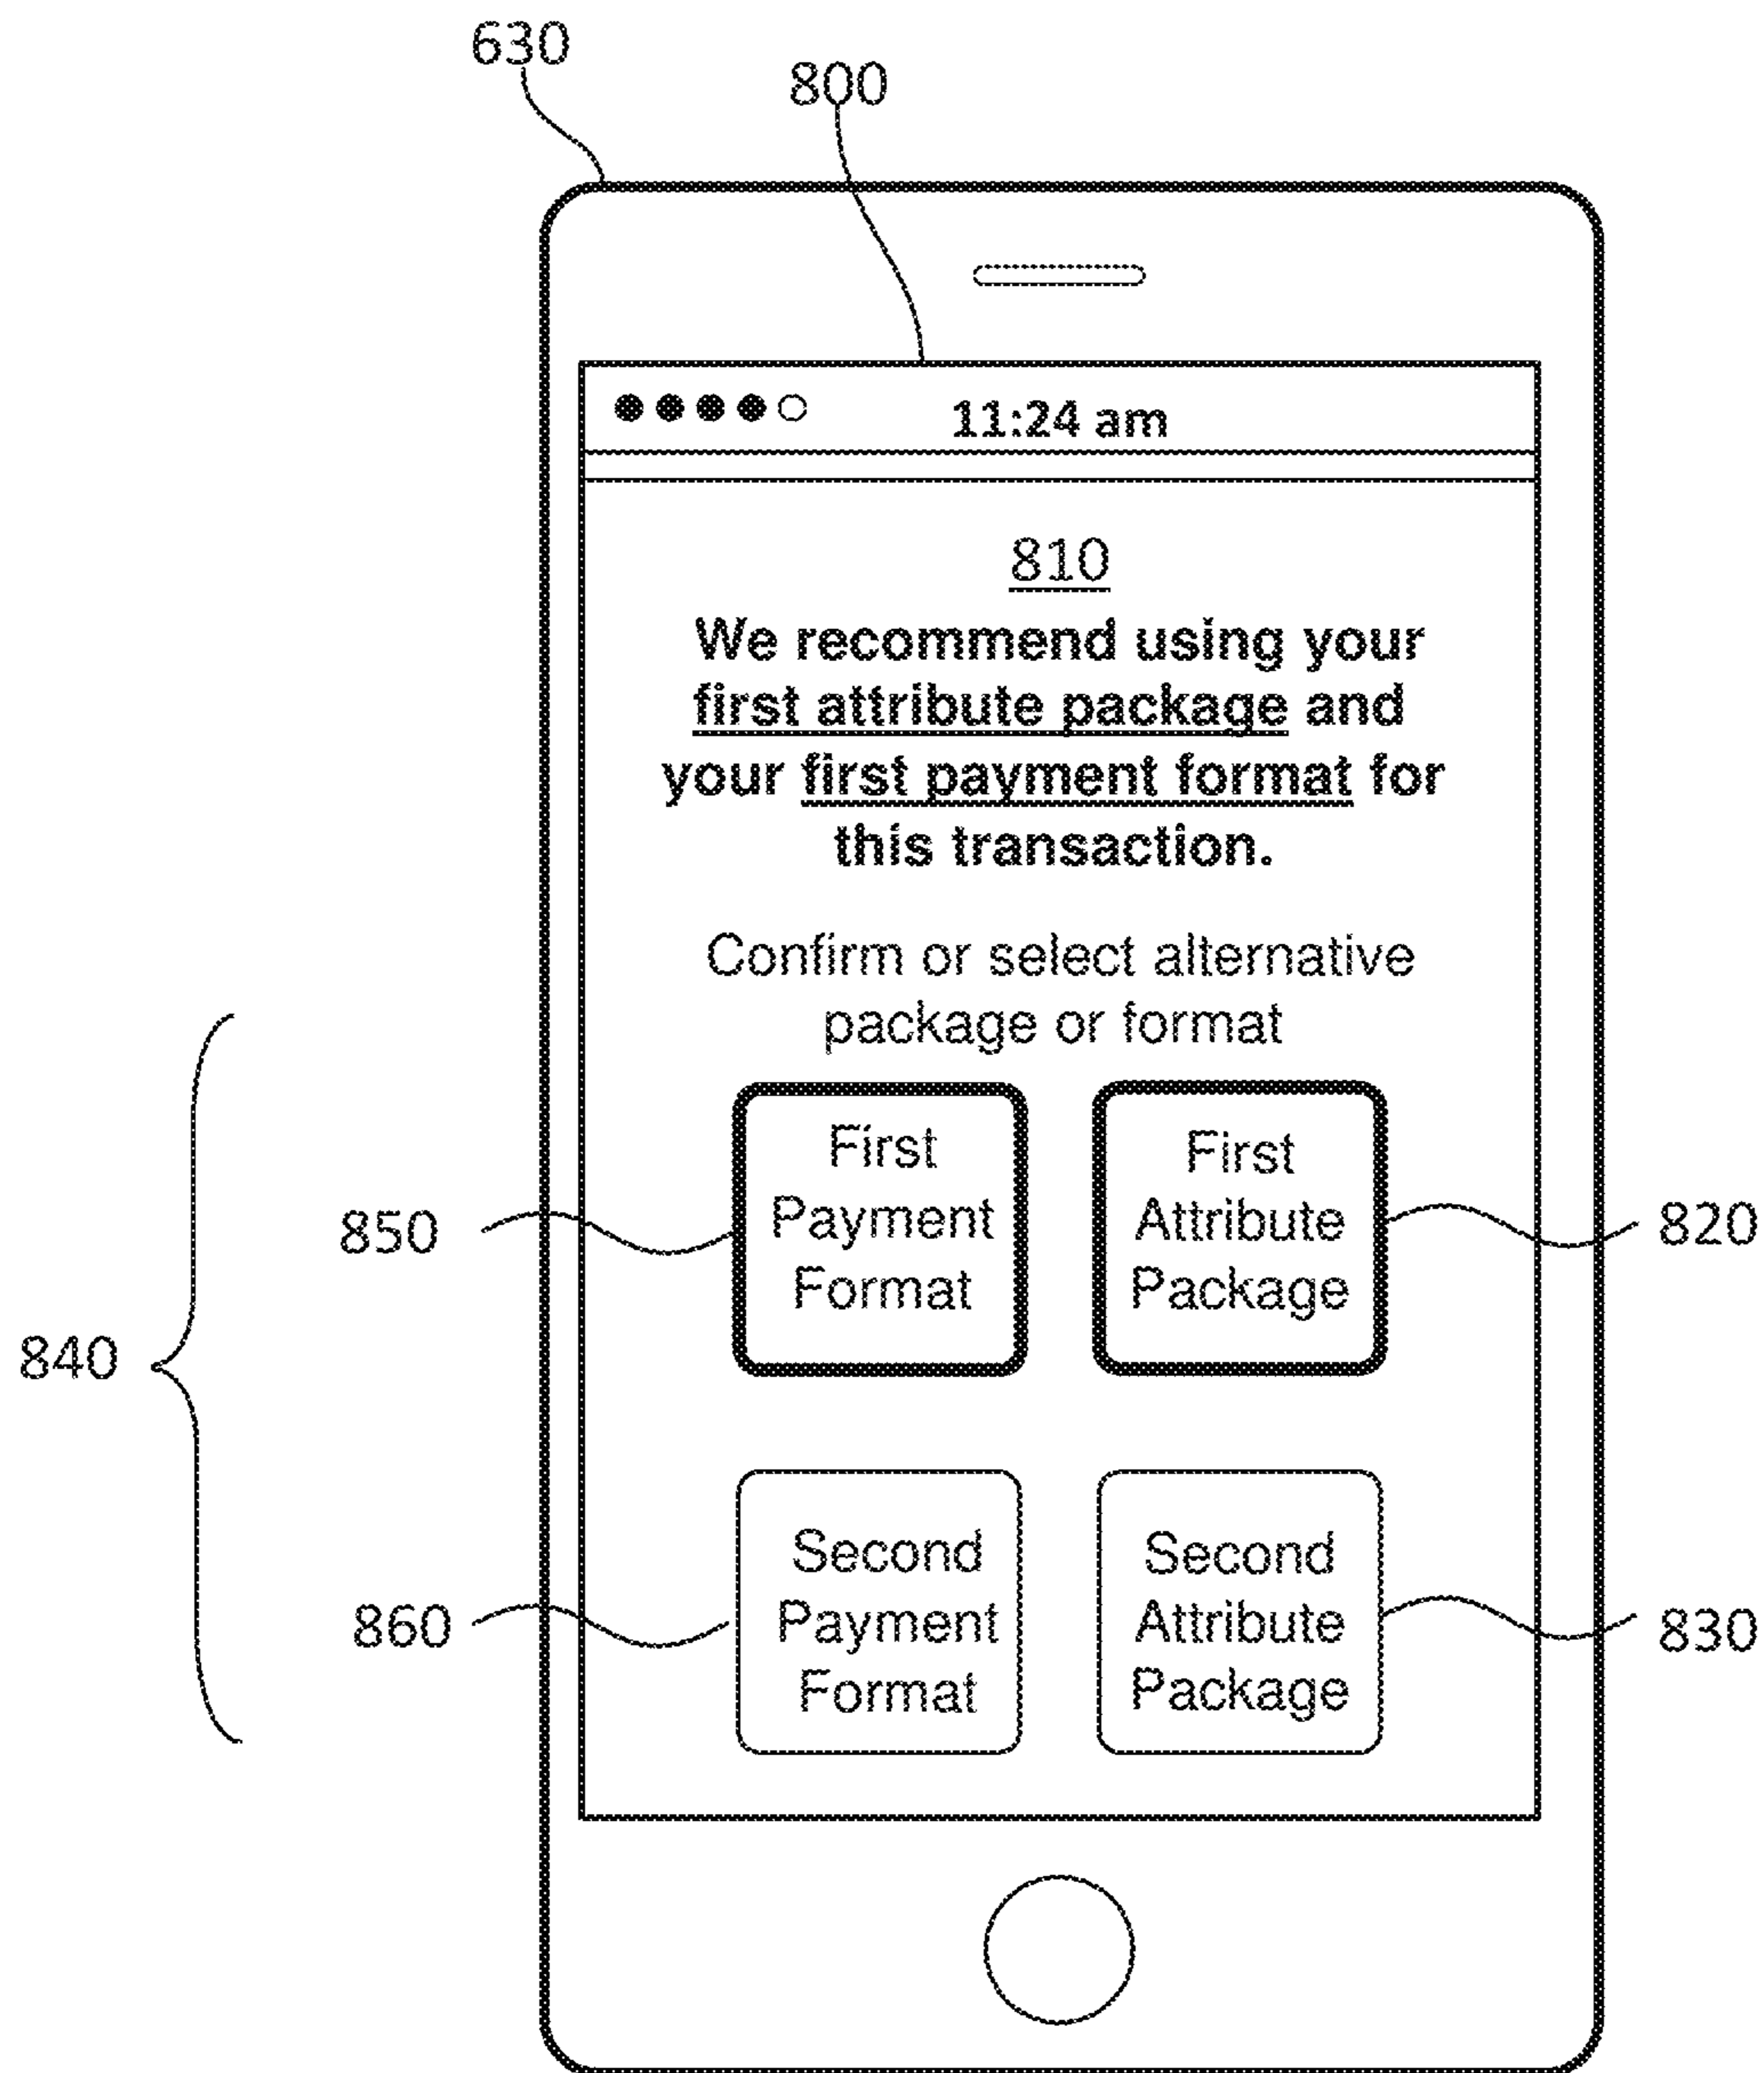 630
800
11:24 am
810
We recommend using your
first attribute package and
your first payment format for
this transaction.
Confirm or select alternative
package or format
840
850
First
Payment
Format
First
Attribute
Package
820
860
Second
Payment
Format
Second
Attribute
Package
830